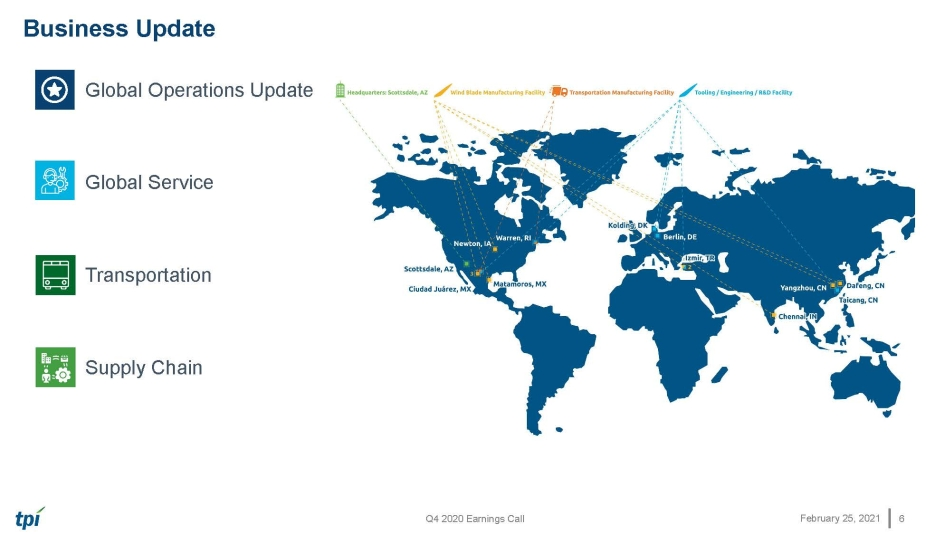 Business Update
Global Operations Update
Headquarters: Scottsdale, AZ
Wind Blade Manufacturing Facility
Transportation Manufacturing Facility
Tooling / Engineering / R&D Facility
Global Service
Transportation
Supply Chain
Kolding, DK
Warren, RI
Berlin, DE
Newton, IA
Izmir, TR
Scottsdale, AZ
Matamoros, MX
Ciudad Juárez, MX
Yangzhou, CN
Dafeng, CN
Taicang, CN
Chennai, IN
tpi
Q4 2020 Earnings Call
February 25, 2021
6